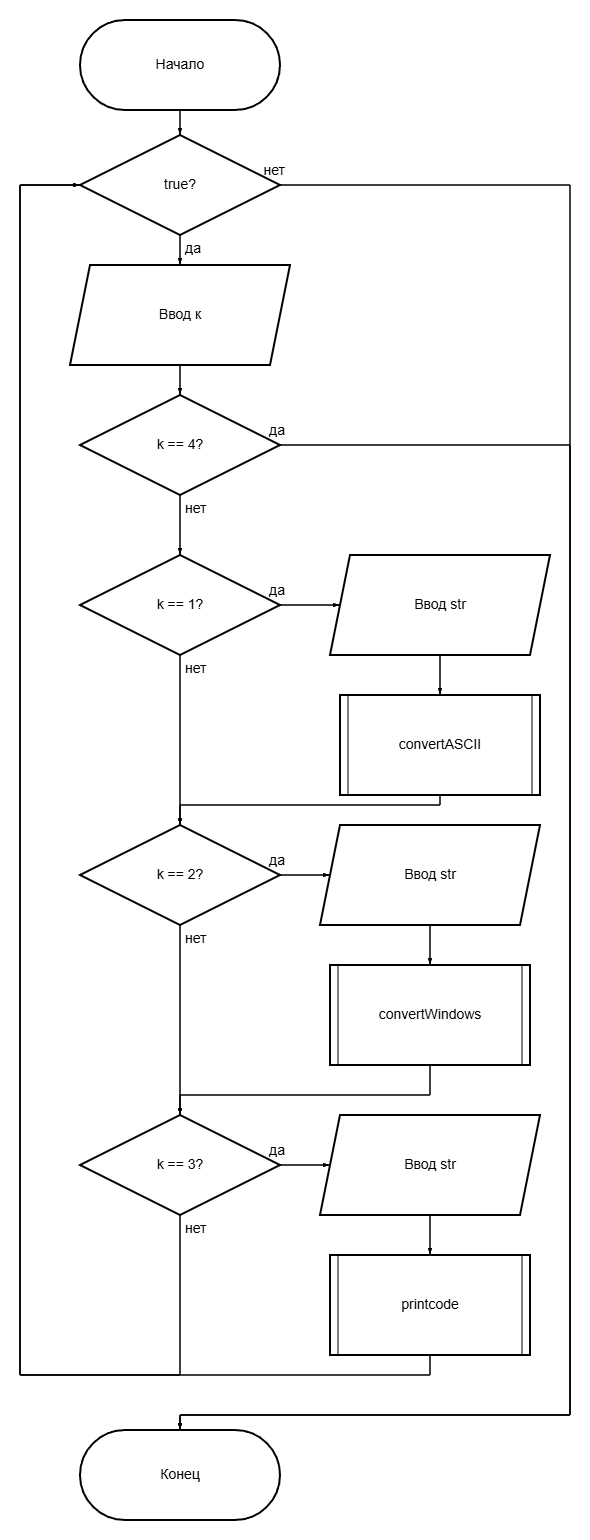 Начало
true?
нет
да
Ввод к
k == 4?
да
нет
k == 1?
да
Ввод str
нет
convertASCII
k == 2?
да
Ввод str
нет
convertWindows
k == 3?
да
Ввод str
нет
printcode
Конец